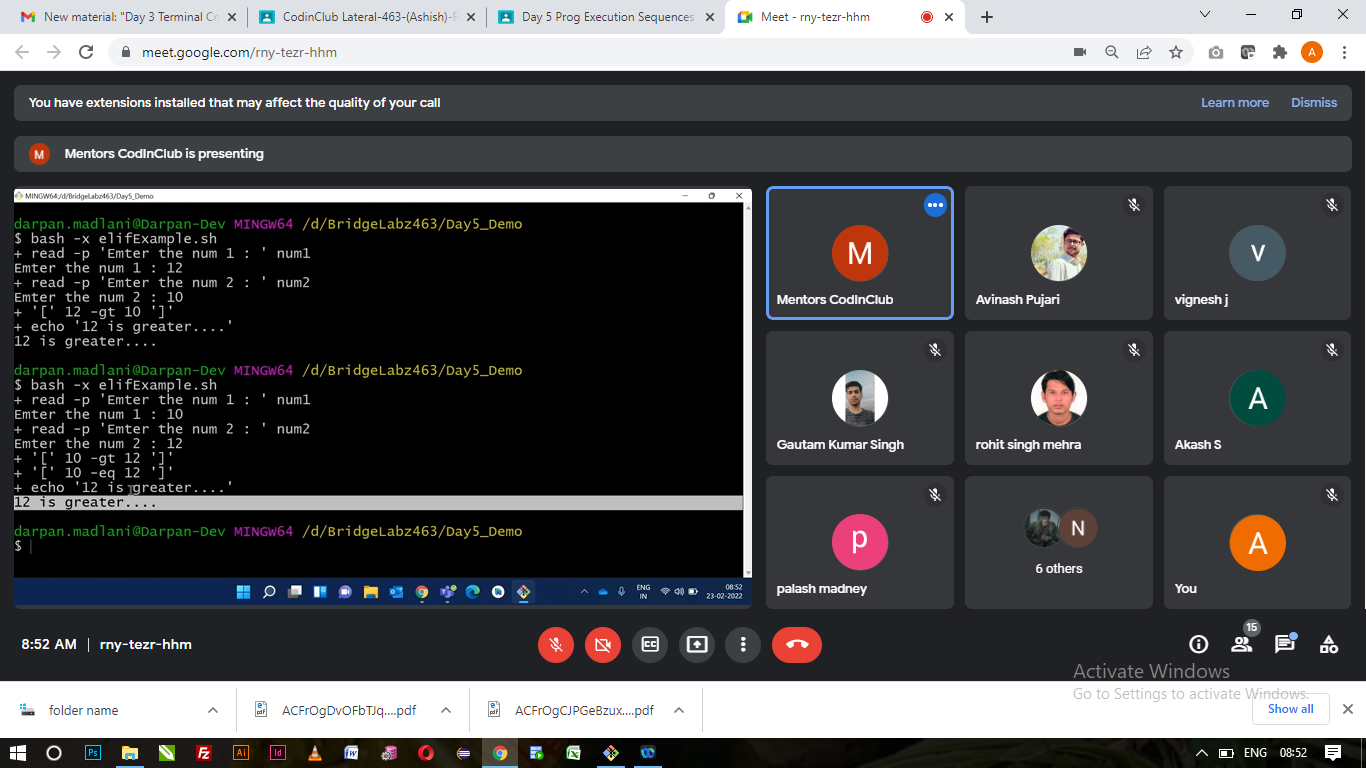 New material: "Day 3 Terminal Cr
CodinClub Lateral-463-(Ashish)-F
Day 5 Prog Execution Sequences
Meet - rny-tezr-hhm
meet.google.com/rny-tezr-hhm
A
You have extensions installed that may affect the quality of your call
Learn more
Dismiss
M
Mentors CodInClub is presenting
MINGW64:/d/BridgeLabz463/Day5_Demo
darpan.madlani@Darpan-Dev MINGW64 /d/BridgeLabz463/Day5_Demo
$ bash -x elifExample.sh
+ read -p 'Emter the num 1 : ' num1
Emter the num 1 : 12
+ read -p 'Emter the num 2 : ' num2
Emter the num 2 : 10
+ '[' 12 -gt 10 ']'
+ echo '12 is greater....'
12 is greater....
darpan.madlani@Darpan-Dev MINGW64 /d/BridgeLabz463/Day5_Demo
$ bash -x elifExample.sh
+ read -p 'Emter the num 1 : ' num1
Emter the num 1 : 10
+ read -p 'Emter the num 2 : ' num2
Emter the num 2 : 12
+ '[' 10 -gt 12 ']'
+ '[' 10 -eq 12 ']'
+ echo '12 is greater....'
12 is greater....
darpan.madlani@Darpan-Dev MINGW64 /d/BridgeLabz463/Day5_Demo
$
ENG
IN
08:52
23-02-2022
M
Mentors CodInClub
Avinash Pujari
V
vignesh j
Gautam Kumar Singh
rohit singh mehra
A
Akash S
p
palash madney
N
6 others
A
You
8:52 AM | rny-tezr-hhm
15
Activate Windows
Go to Settings to activate Windows.
folder name
ACFrOgDvOFbTJq....pdf
ACFrOgCJPGeBzux....pdf
Show all
ENG
08:52